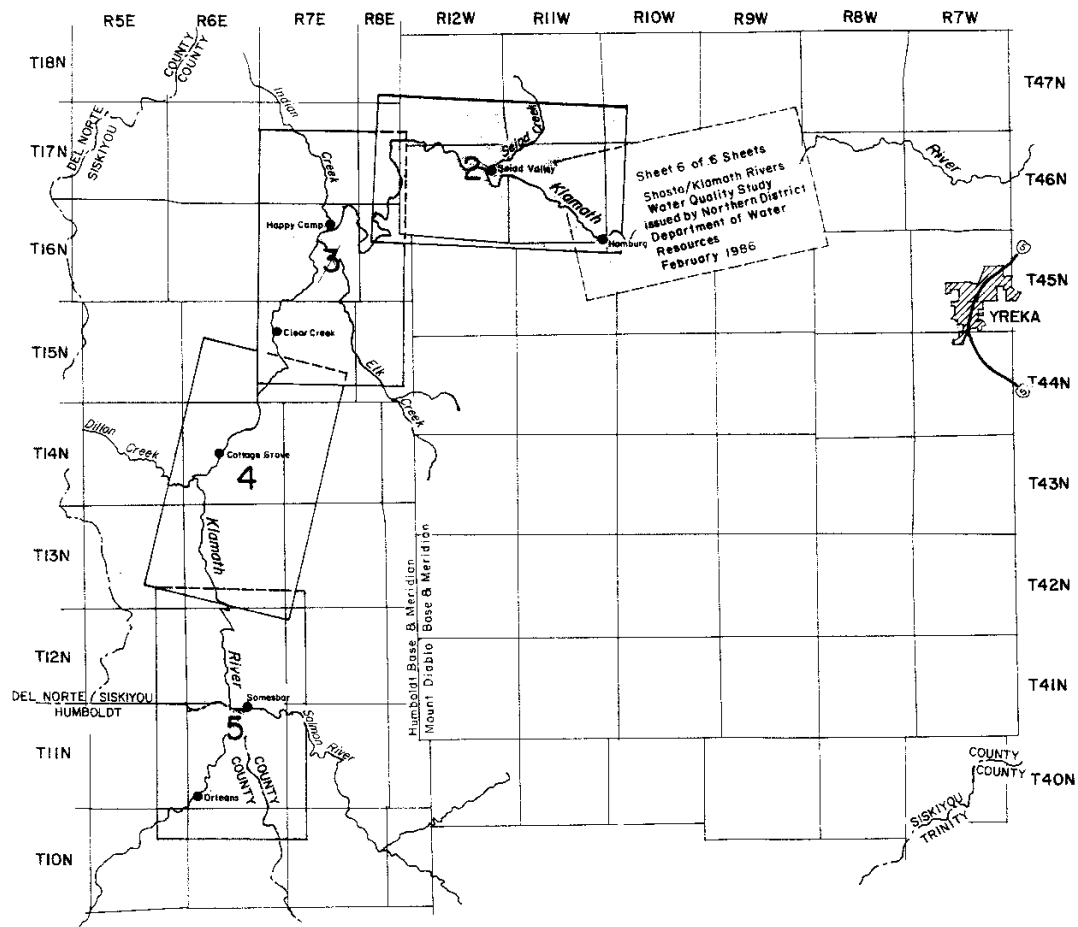 R5E R6E R7E R8E R12W R11W R10W R9W R8W R7W
T18N
T17N
T16N
T15N
T14N
T13N
T12N
T11N
T10N
T47N
T46N
T45N
T44N
T43N
T42N
T41N
T40N
COUNTY
COUNTY
DEL NORTE
SISKIYOU
Indian
Creek
Seiad Creek
2
Seiad Valley
Klamath
Hamburg
River
Sheet 6 of 6 Sheets
Shasta/Klamath Rivers
Water Quality Study
issued by Northern District
Department of Water
Resources
February 1986
Happy Camp
3
Clear Creek
Elk
Creek
5
YREKA
5
Dillon
Creek
Cottage Grove
4
Klamath
River
Humboldt Base & Meridian
Mount Diablo Base & Meridian
DEL NORTE / SISKIYOU
HUMBOLDT
Somesbar
5
Salmon
River
COUNTY
COUNTY
Orleans
COUNTY
COUNTY
SISKIYOU
TRINITY